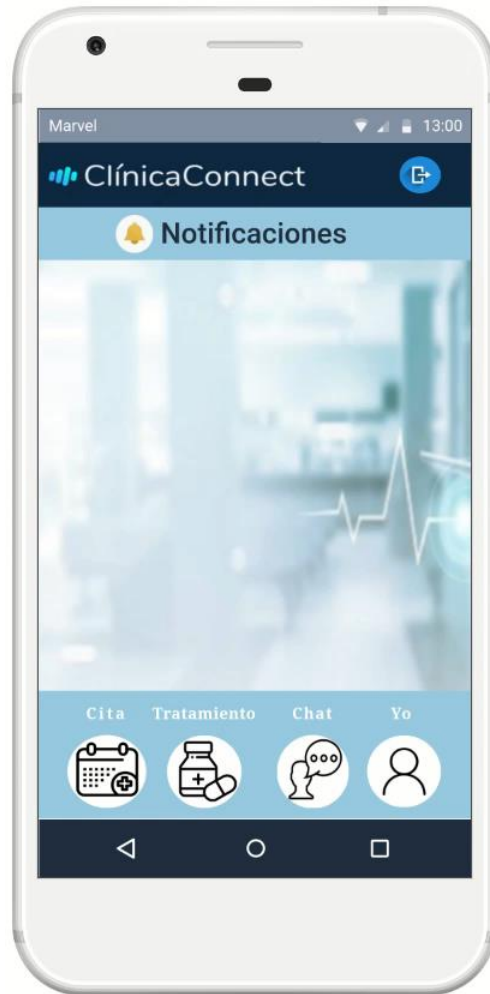 Marvel 13:00
ClínicaConnect
Notificaciones
Cita Tratamiento Chat Yo